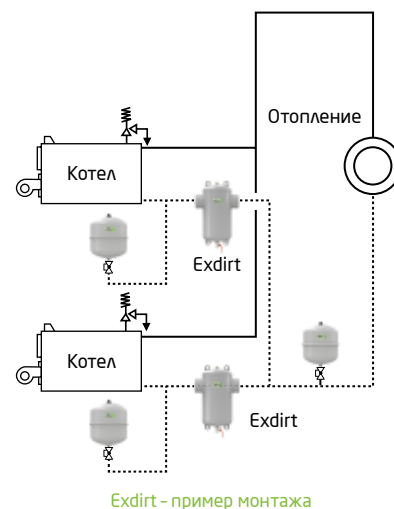 Отопление
Котел
Exdirt
Котел
Exdirt
Exdirt – пример монтажа